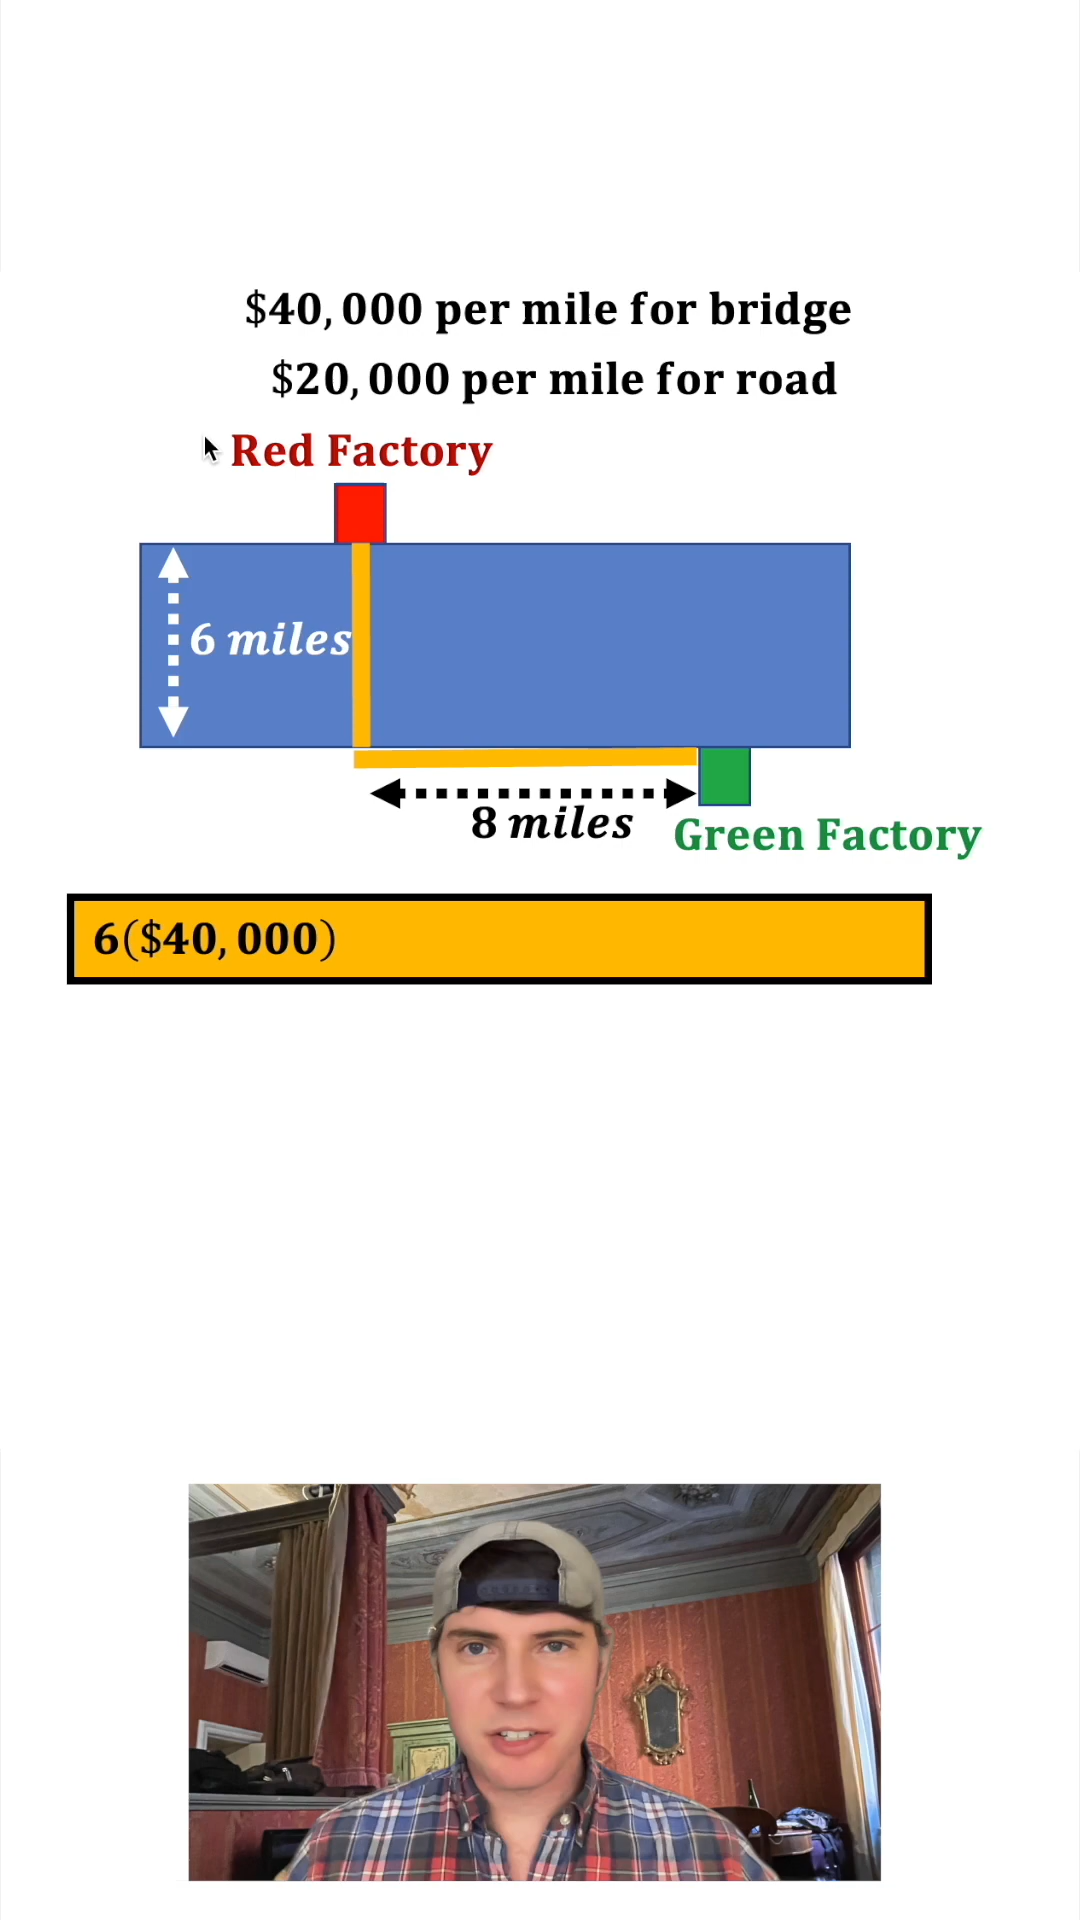 $40,000 per mile for bridge
$20,000 per mile for road
Red Factory
6 miles
8 miles
Green Factory
6($40,000)